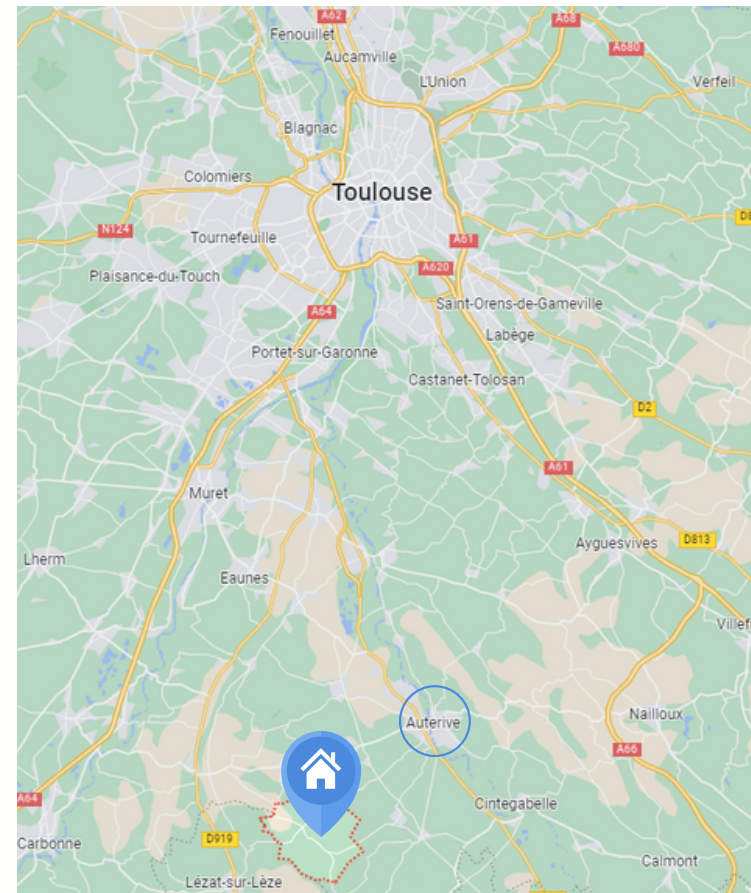 A62
A68
Fenouillet
A680
Aucamville
L'Union
Verfeil
Blagnac
Colomiers
Toulouse
N124
Tournefeuille
A61
Plaisance-du-Touch
A620
Saint-Orens-de-Gameville
A64
Labège
Portet-sur-Garonne
Castanet-Tolosan
D2
A61
Muret
Ayguesvives
D813
Lherm
Eaunes
Villef
Auterive
Nailloux
A66
A64
Cintegabelle
Carbonne
D919
Calmont
Lézat-sur-Lèze